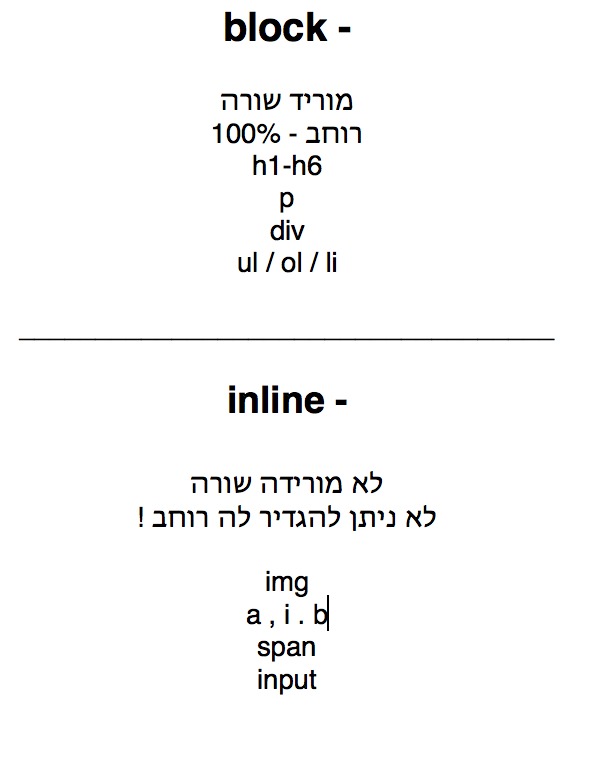 block -
מוריד שורה
רוחב - 100%
h1-h6
p
div
ul / ol / li
inline -
לא מורידה שורה
לא ניתן להגדיר לה רוחב !
img
a , i . b
span
input